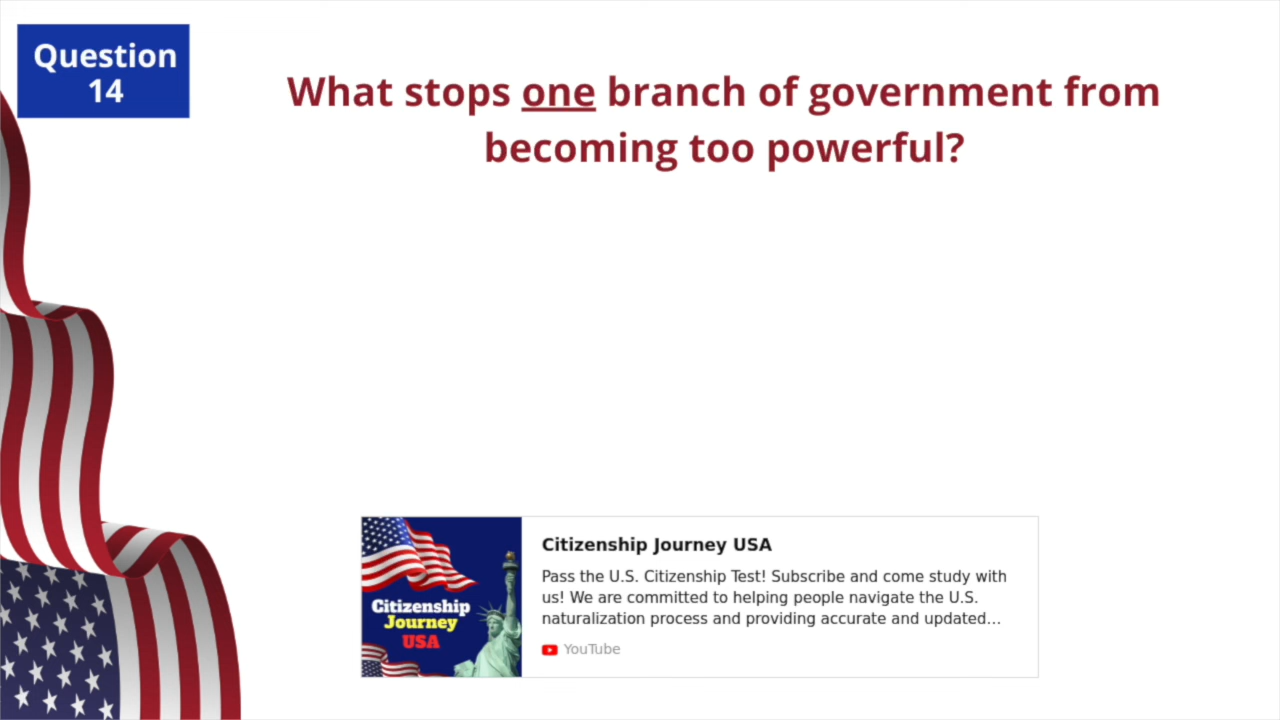 Question
14
What stops one branch of government from
becoming too powerful?
Citizenship Journey USA
Pass the U.S. Citizenship Test! Subscribe and come study with
us! We are committed to helping people navigate the U.S.
naturalization process and providing accurate and updated...
YouTube
Citizenship
Journey
USA